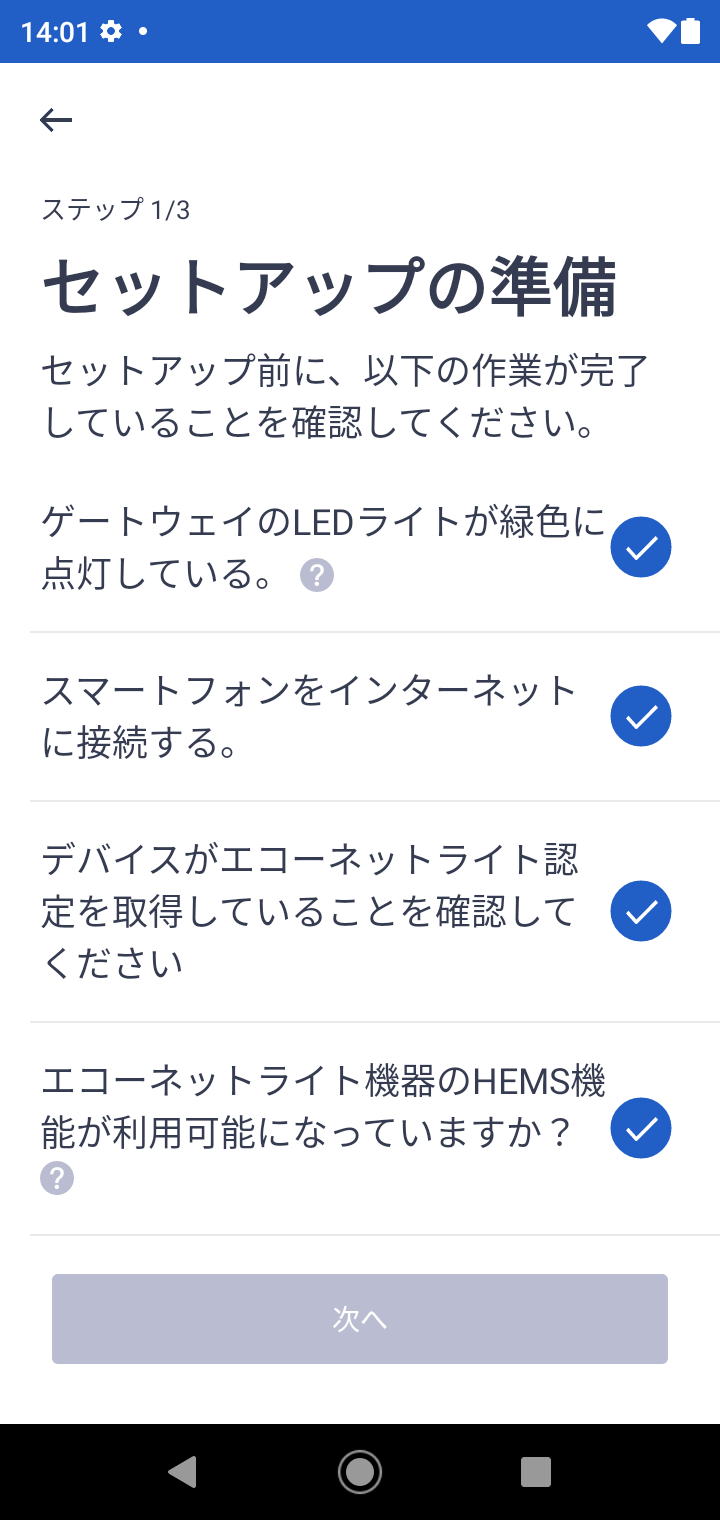 14:01
ステップ 1/3
セットアップの準備
セットアップ前に、以下の作業が完了
していることを確認してください。
ゲートウェイのLEDライトが緑色に
点灯している。 ?
スマートフォンをインターネット
に接続する。
デバイスがエコーネットライト認
定を取得していることを確認して
ください
エコーネットライト機器のHEMS機
能が利用可能になっていますか？
?
次へ